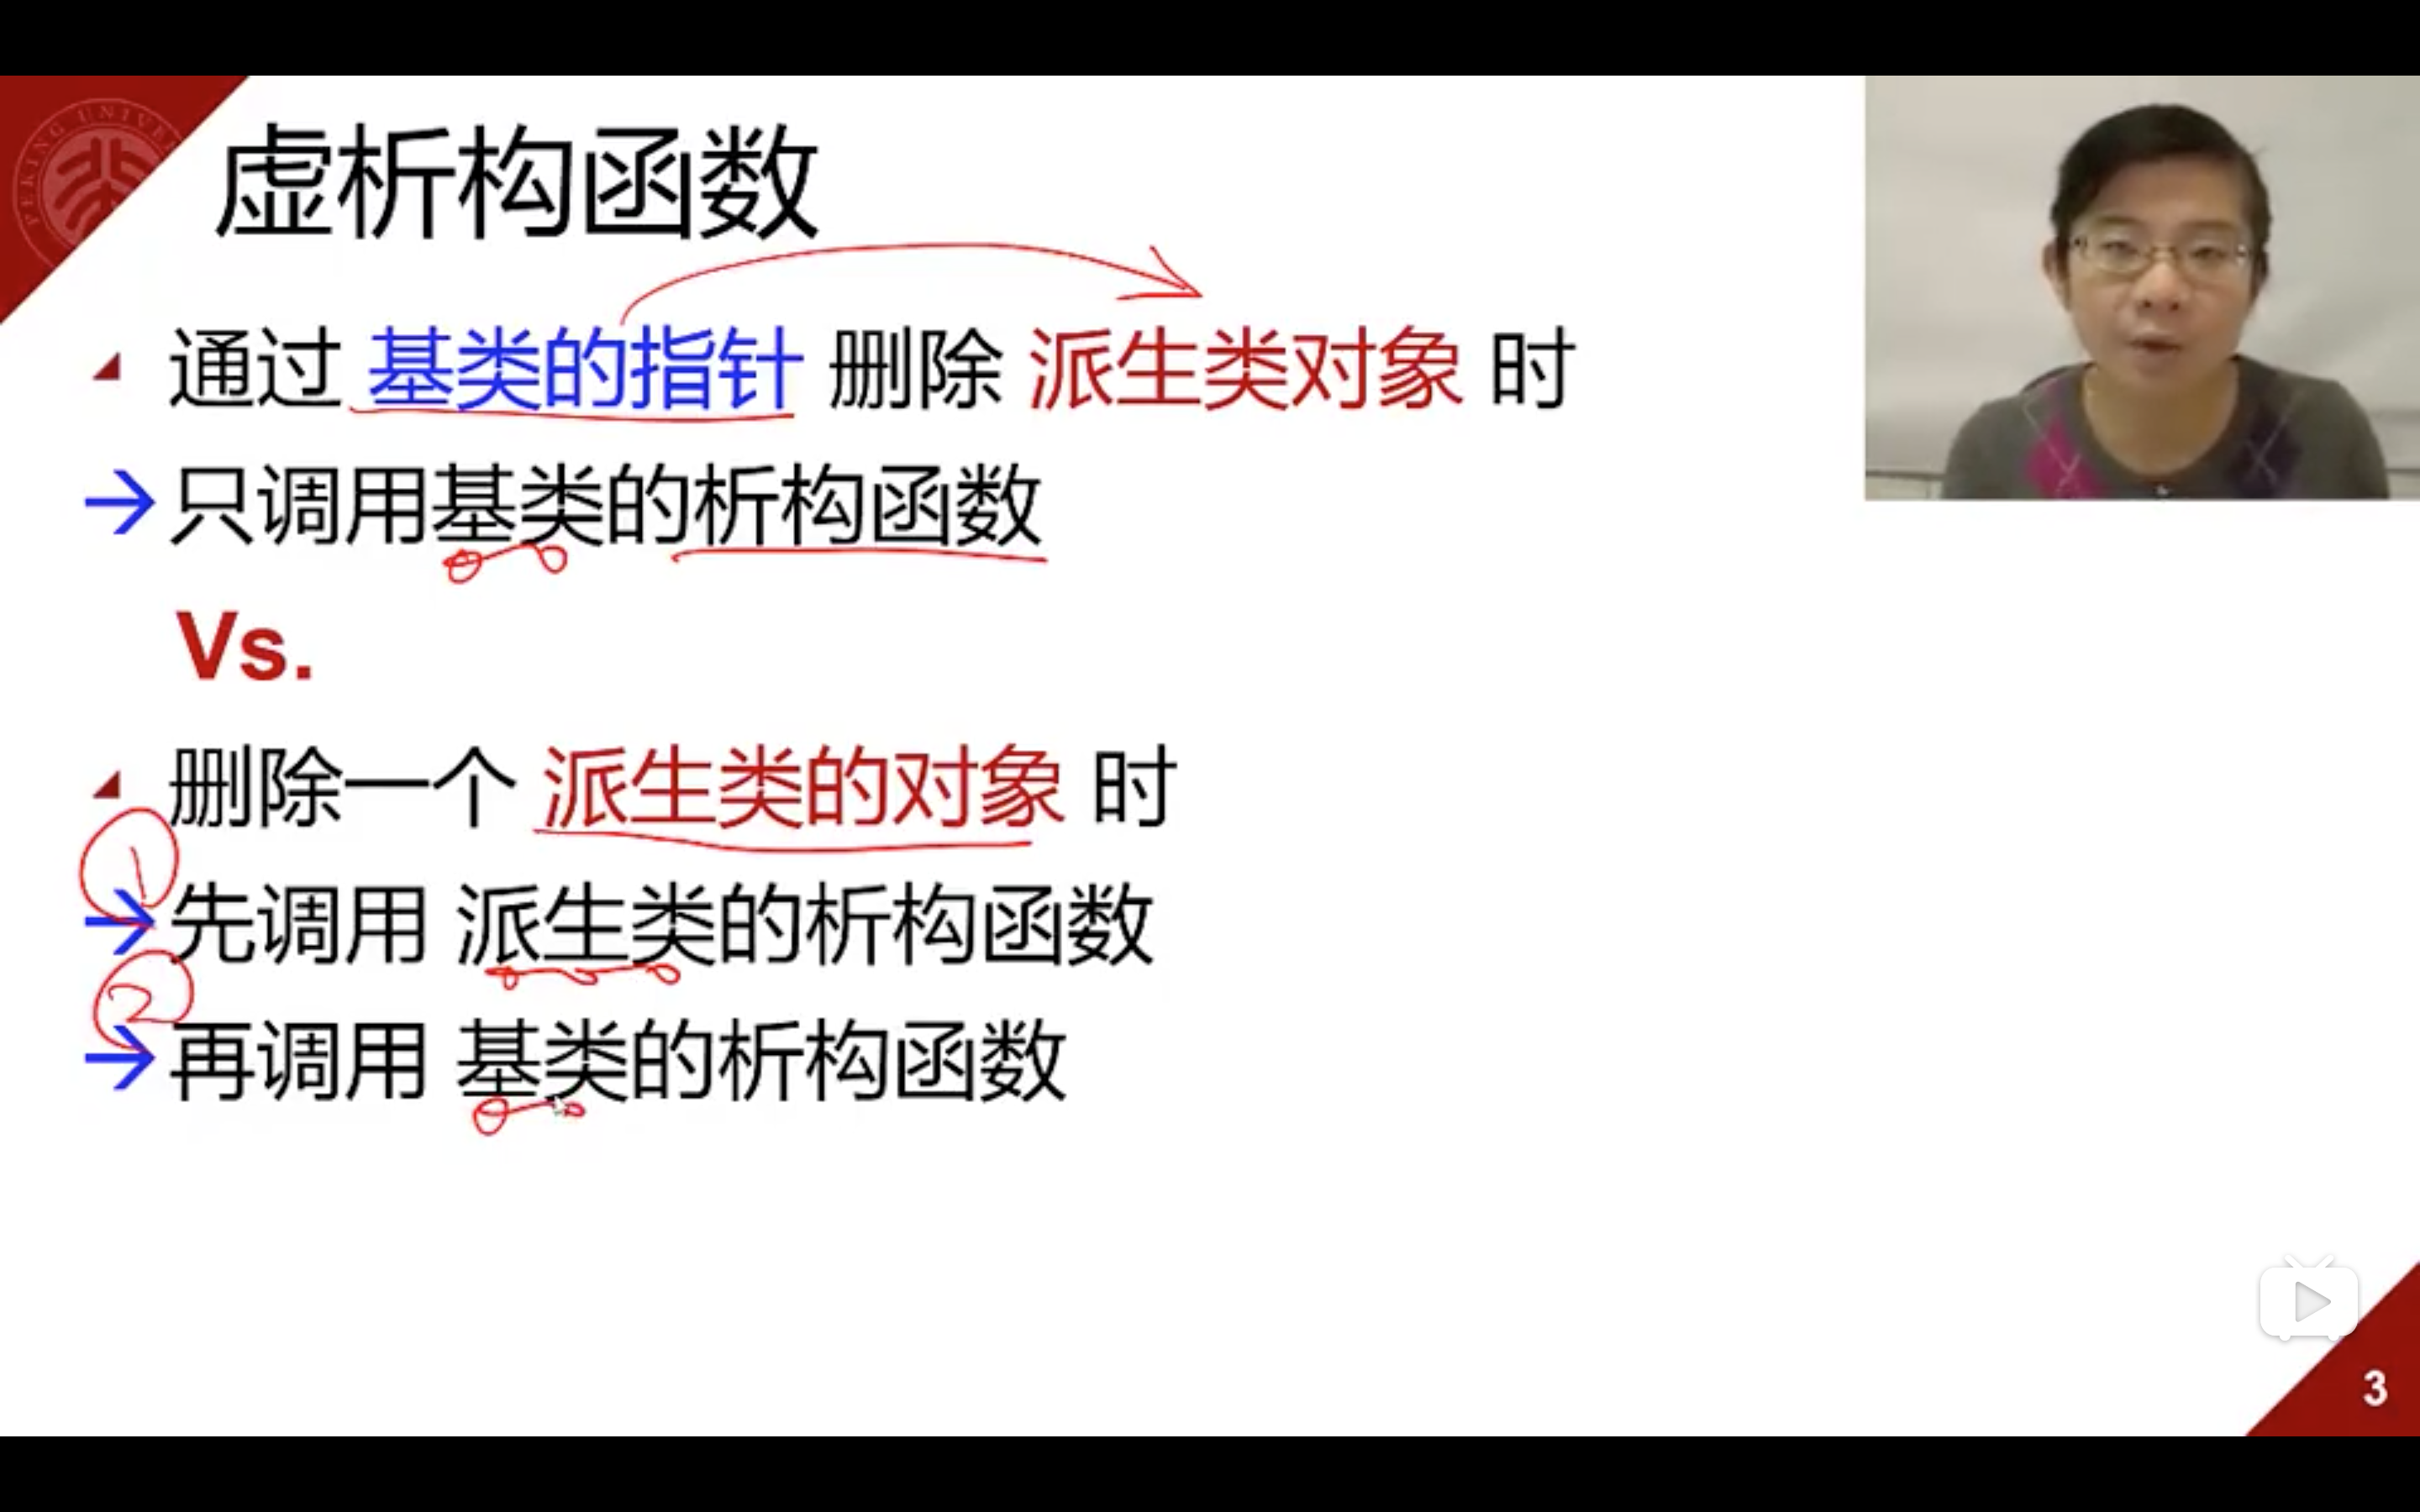 虚析构函数
通过 基类的指针 删除 派生类对象 时
→只调用基类的析构函数
Vs.
删除一个 派生类的对象 时
①
→先调用 派生类的析构函数
②
→再调用 基类的析构函数
3